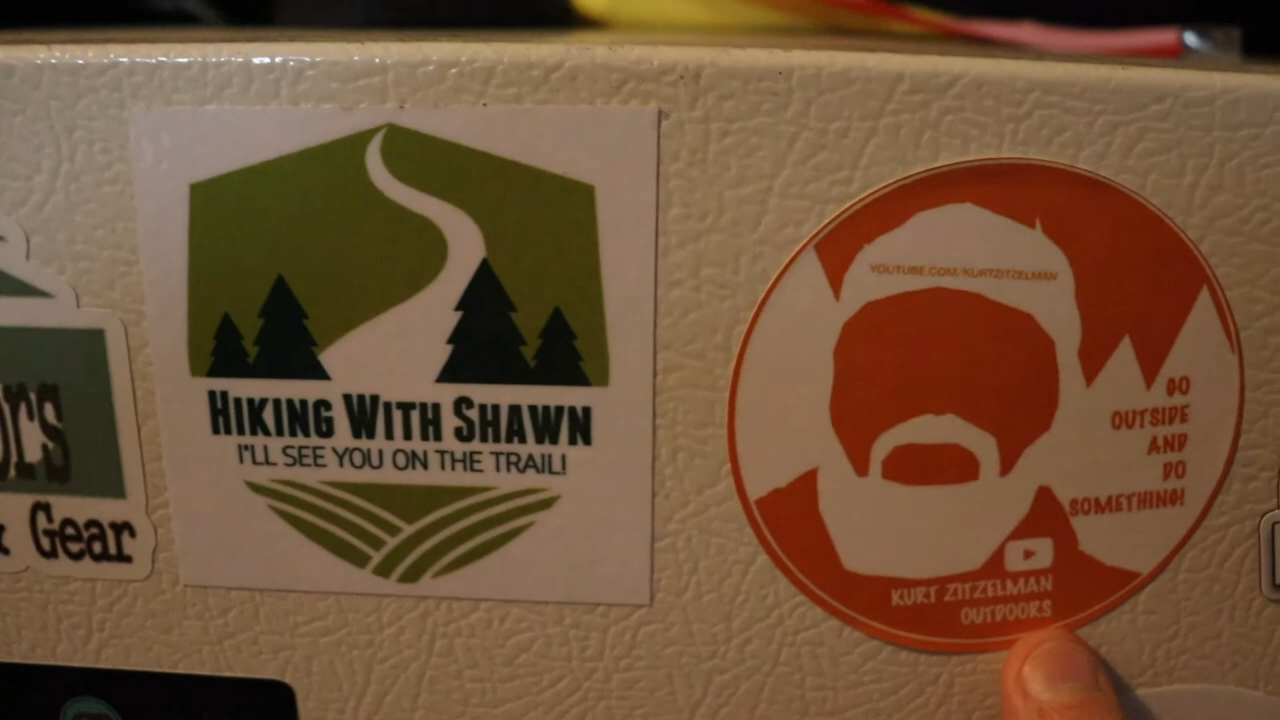 & Gear
HIKING WITH SHAWN
I'LL SEE YOU ON THE TRAIL!
YOUTUBE.COM/KURTZITZELMAN
GO
OUTSIDE
AND
DO
SOMETHING!
KURT ZITZELMAN
OUTDOORS